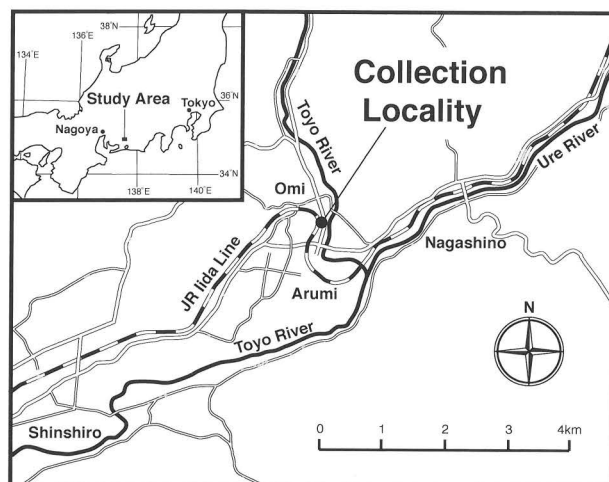 134°E
136°E
38°N
36°N
Study Area
Tokyo
Nagoya
34°N
138°E
140°E
Collection
Locality
Toyo River
Ure River
Omi
Nagashino
JR Iida Line
Arumi
Toyo River
N
Shinshiro
0 1 2 3 4km